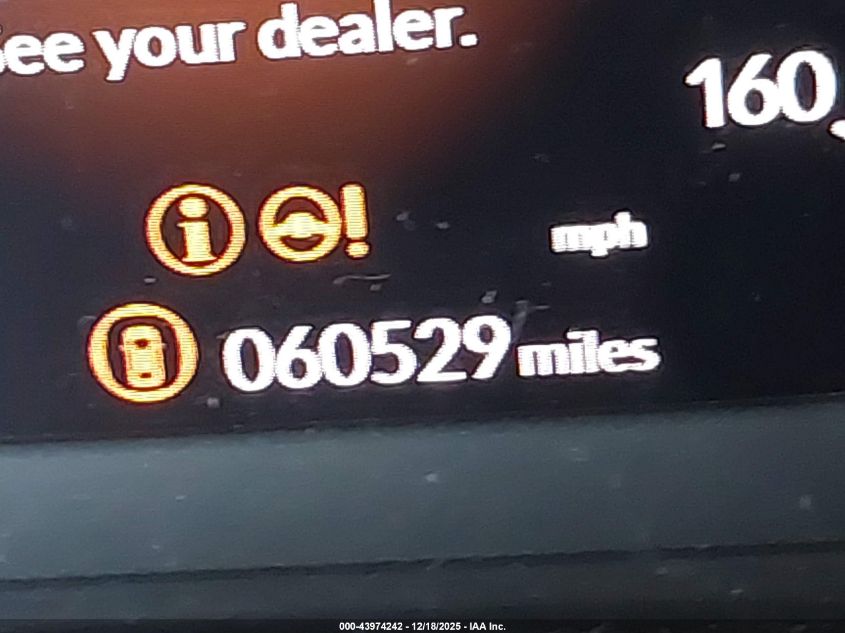 See your dealer.
160
mph
060529 miles
000-43974242 - 12/18/2025 - IAA Inc.